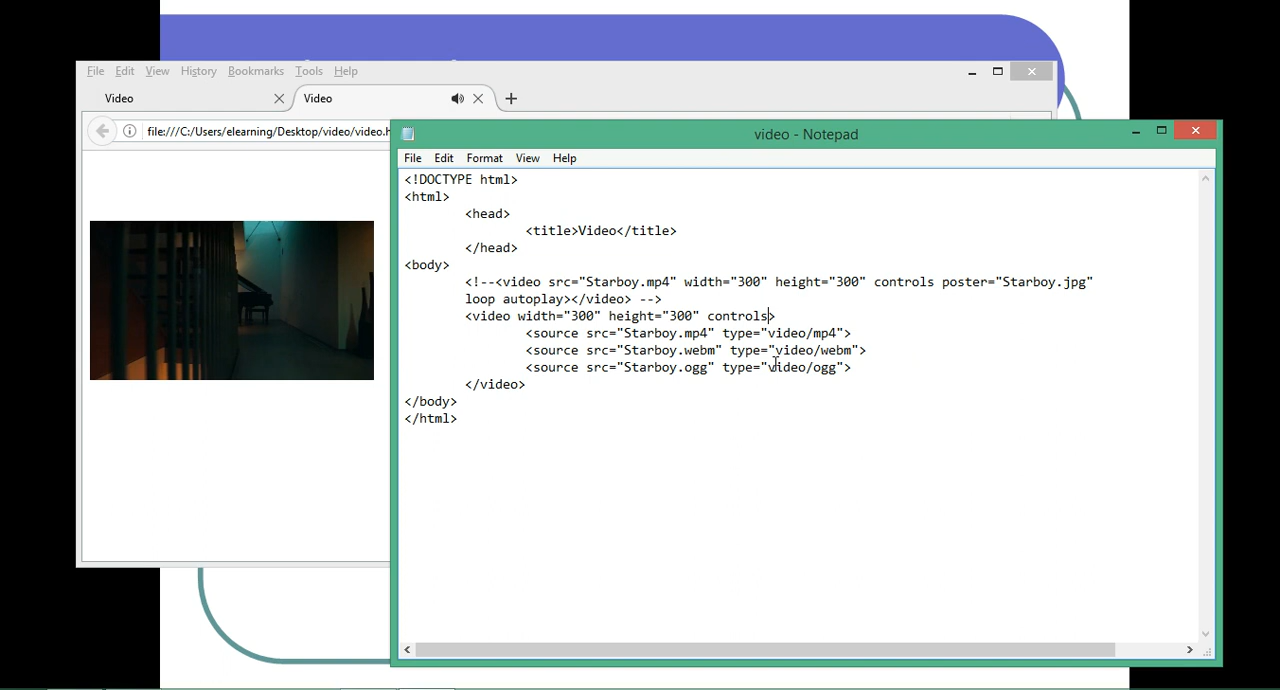 File Edit View History Bookmarks Tools Help
Video Video
file:///C:/Users/elearning/Desktop/video/video.h
video - Notepad
File Edit Format View Help
<!DOCTYPE html>
<html>
<head>
<title>Video</title>
</head>
<body>
<!--<video src="Starboy.mp4" width="300" height="300" controls poster="Starboy.jpg"
loop autoplay></video> -->
<video width="300" height="300" controls>
<source src="Starboy.mp4" type="video/mp4">
<source src="Starboy.webm" type="video/webm">
<source src="Starboy.ogg" type="video/ogg">
</video>
</body>
</html>